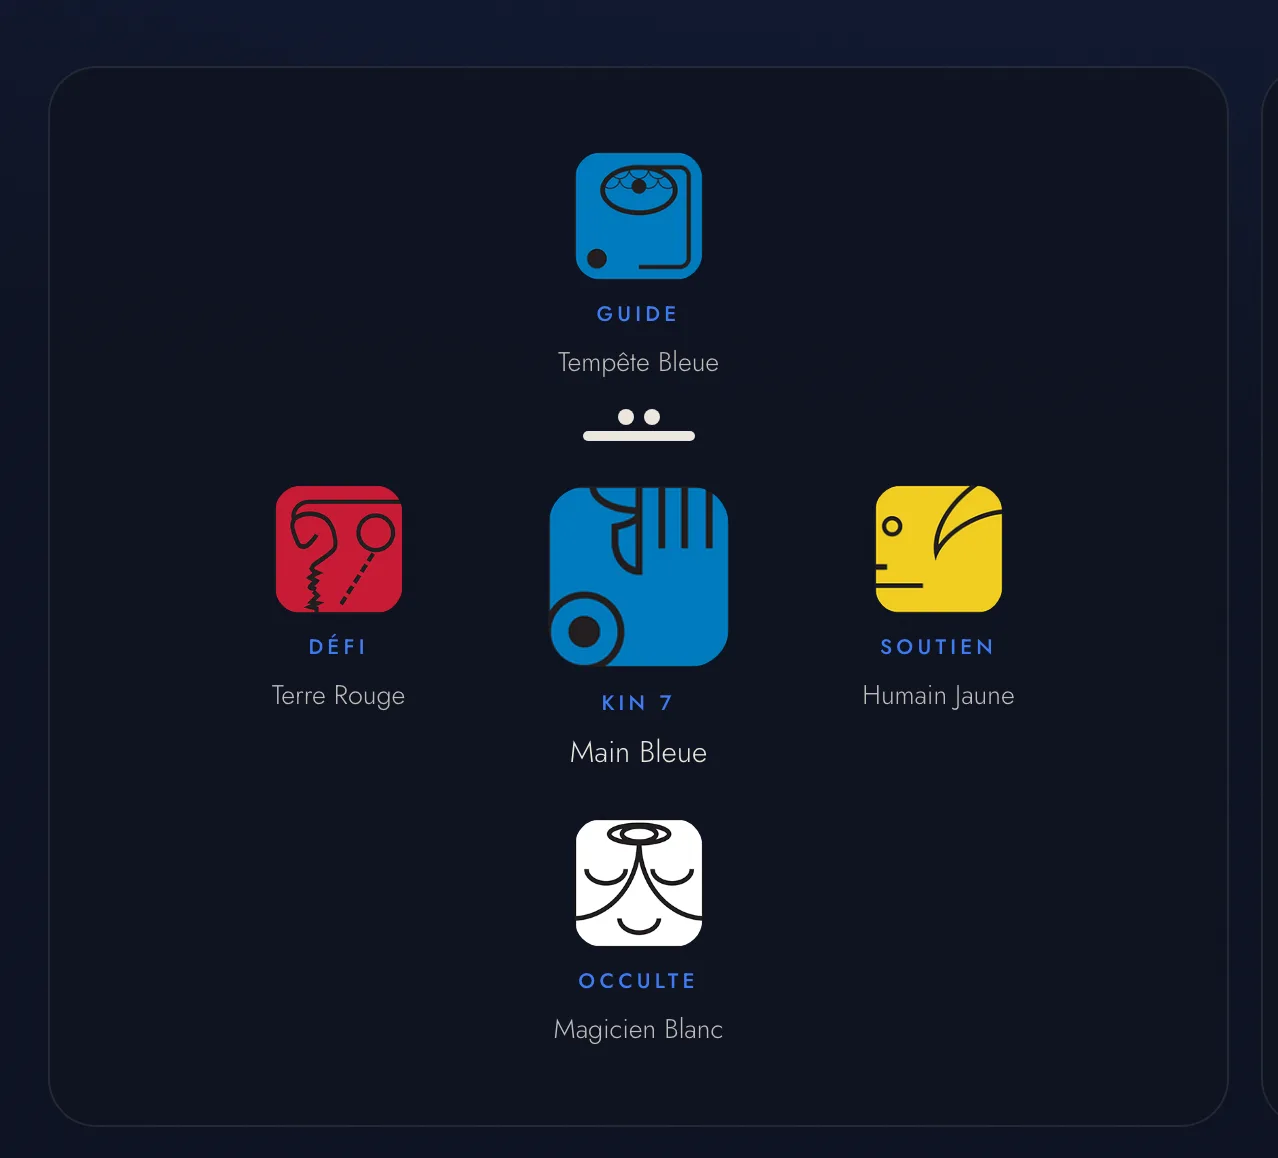 GUIDE
Tempête Bleue
DÉFI
Terre Rouge
KIN 7
Main Bleue
SOUTIEN
Humain Jaune
OCCULTE
Magicien Blanc